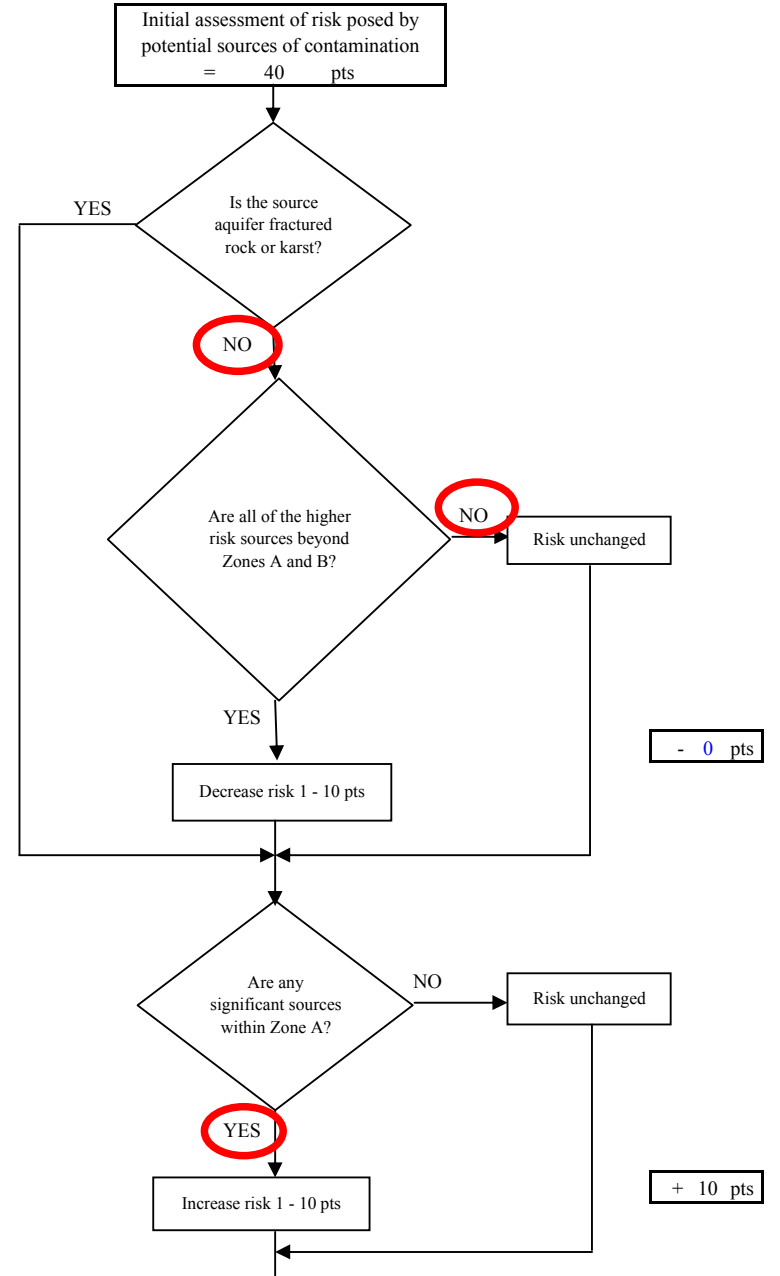 Initial assessment of risk posed by
potential sources of contamination
= 40 pts
Is the source
aquifer fractured
rock or karst?
YES
NO
Are all of the higher
risk sources beyond
Zones A and B?
NO
Risk unchanged
YES
- 0 pts
Decrease risk 1 - 10 pts
Are any
significant sources
within Zone A?
NO
Risk unchanged
YES
+ 10 pts
Increase risk 1 - 10 pts